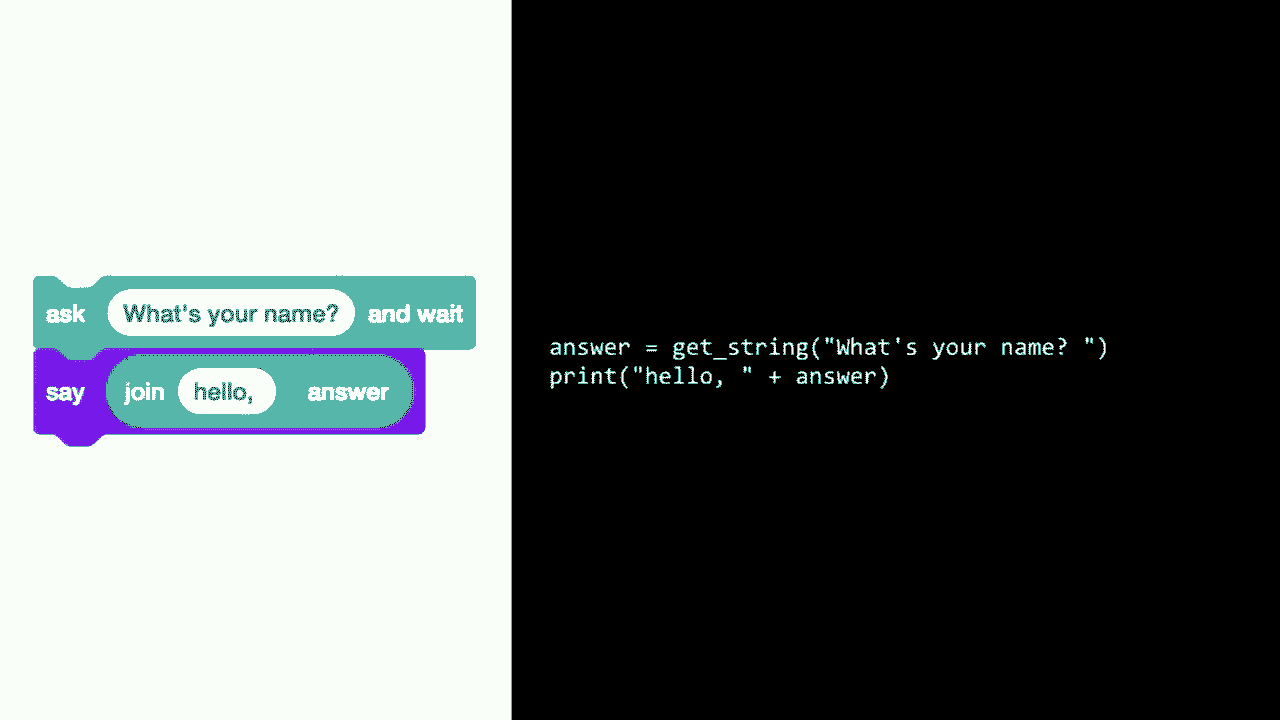 ask What's your name? and wait
say join hello, answer
answer = get_string("What's your name? ")
print("hello, " + answer)